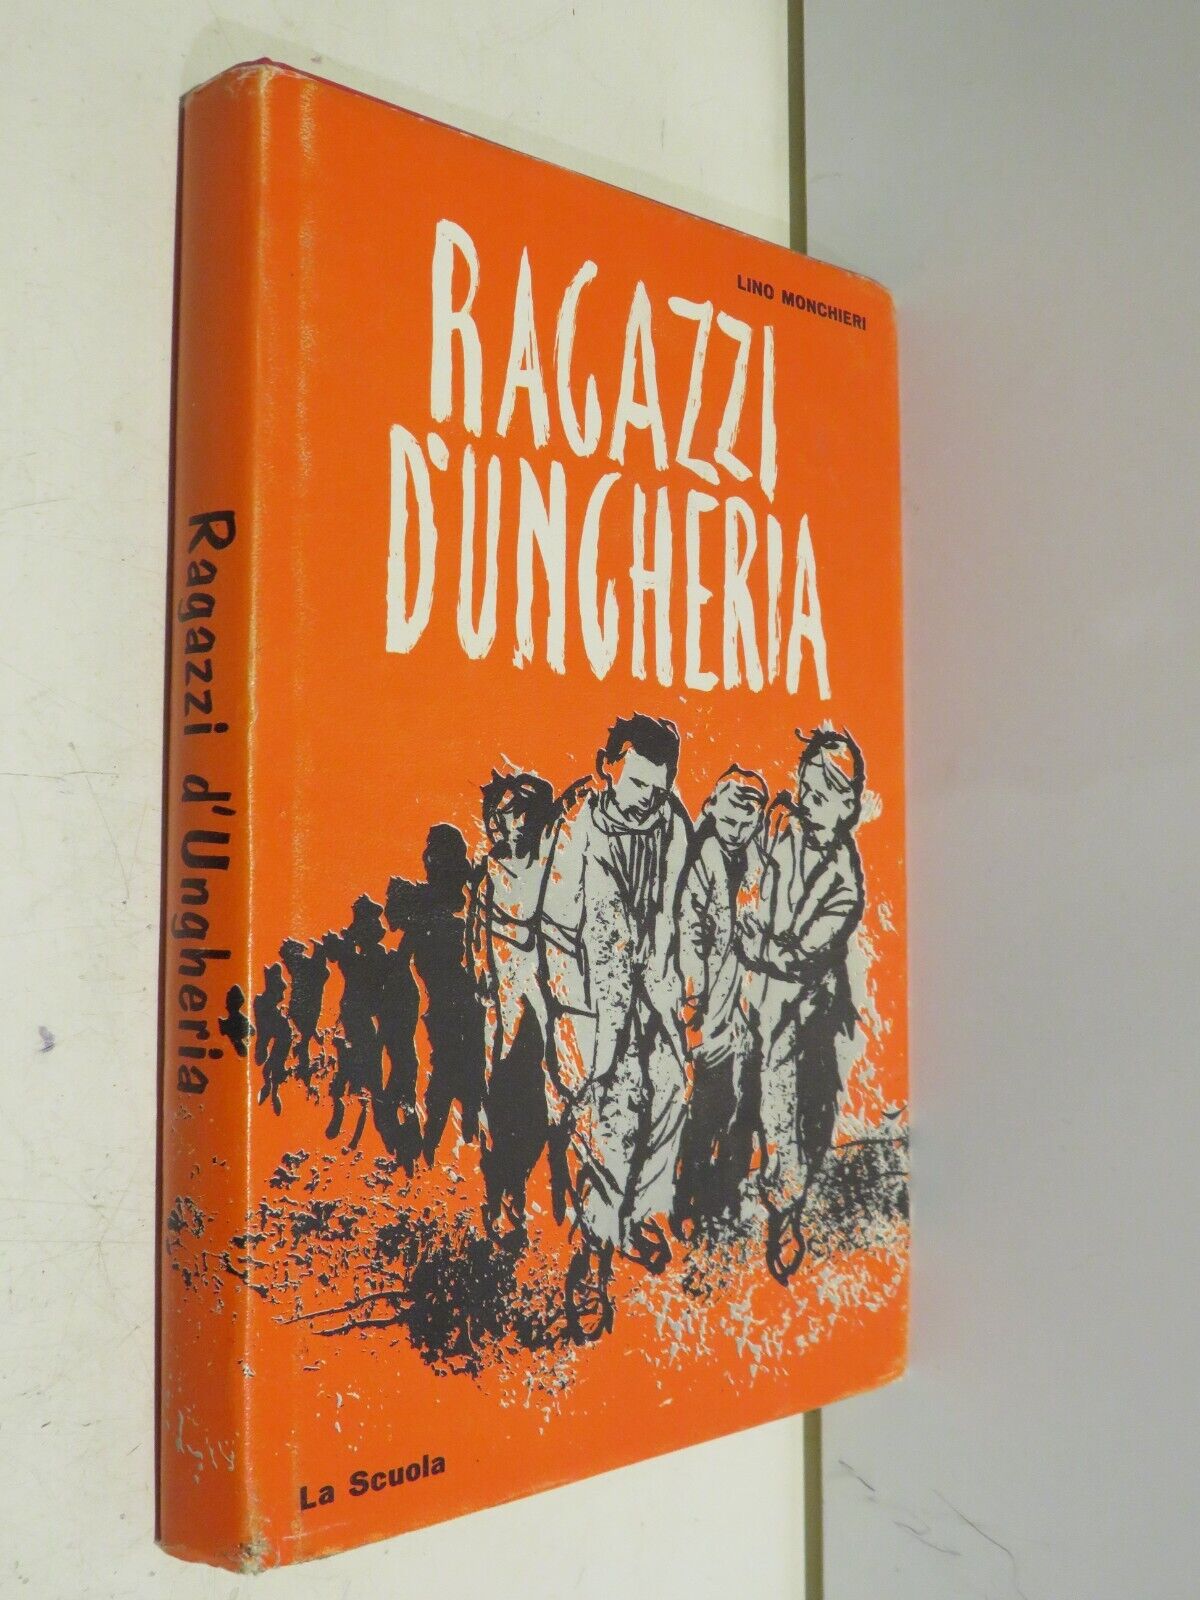 LINO MONCHIERI
RAGAZZI
D'UNGHERIA
La Scuola
Ragazzi d'Ungheria